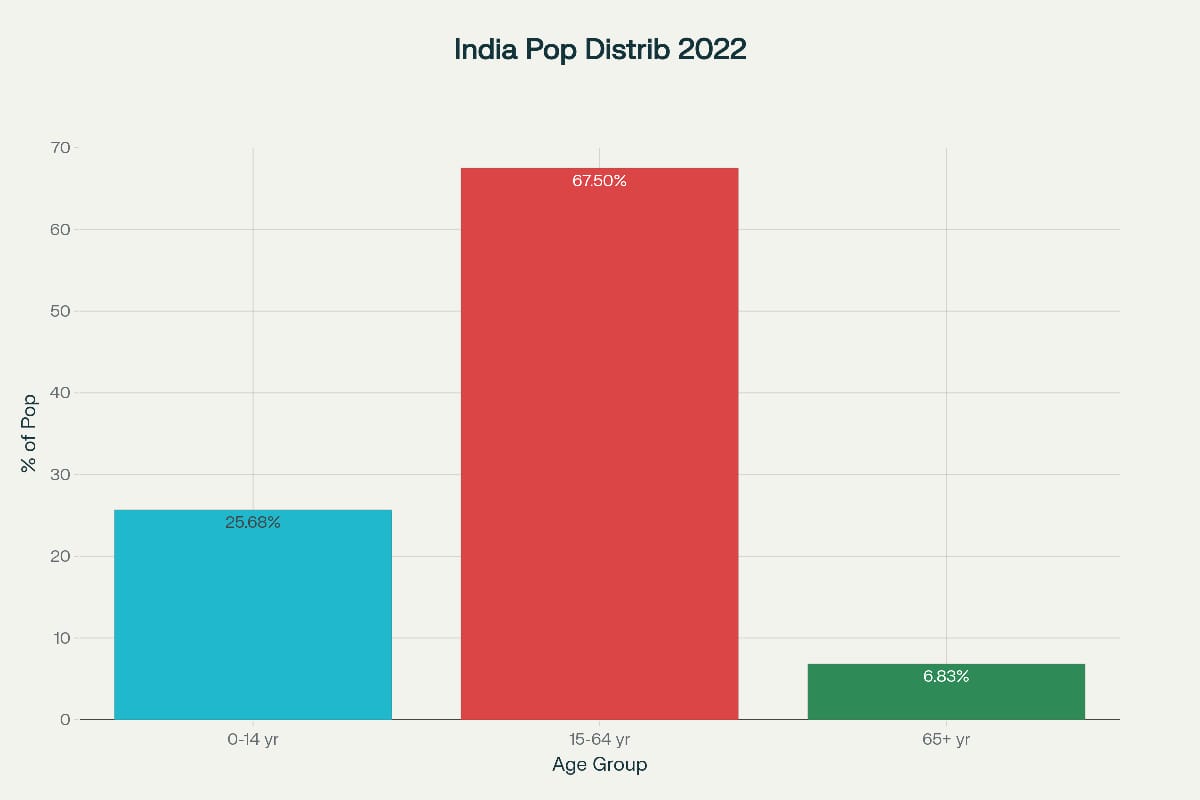 India Pop Distrib 2022
% of Pop
70
60
50
40
30
20
10
0
25.68%
67.50%
6.83%
0-14 yr
15-64 yr
65+ yr
Age Group